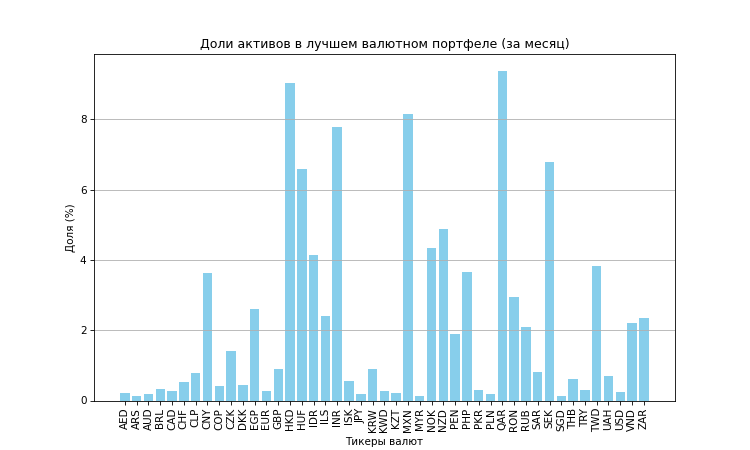 Доли активов в лучшем валютном портфеле (за месяц)
Доля (%)
8
6
4
2
0
AED ARS AUD BRL CAD CHF CLP CNY COP CZK DKK EGP EUR GBP HKD HUF IDR ILS INR ISK JPY KRW KWD KZT MXN MYR NOK NZD PEN PHP PKR PLN QAR RON RUB SAR SEK SGD THB TRY TWD UAH USD VND ZAR
Тикеры валют